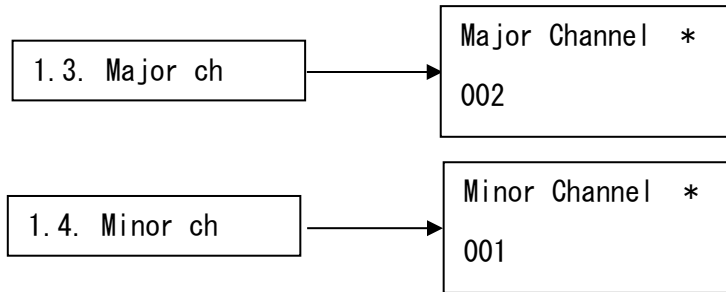 1.3. Major ch
Major Channel *
002
1.4. Minor ch
Minor Channel *
001